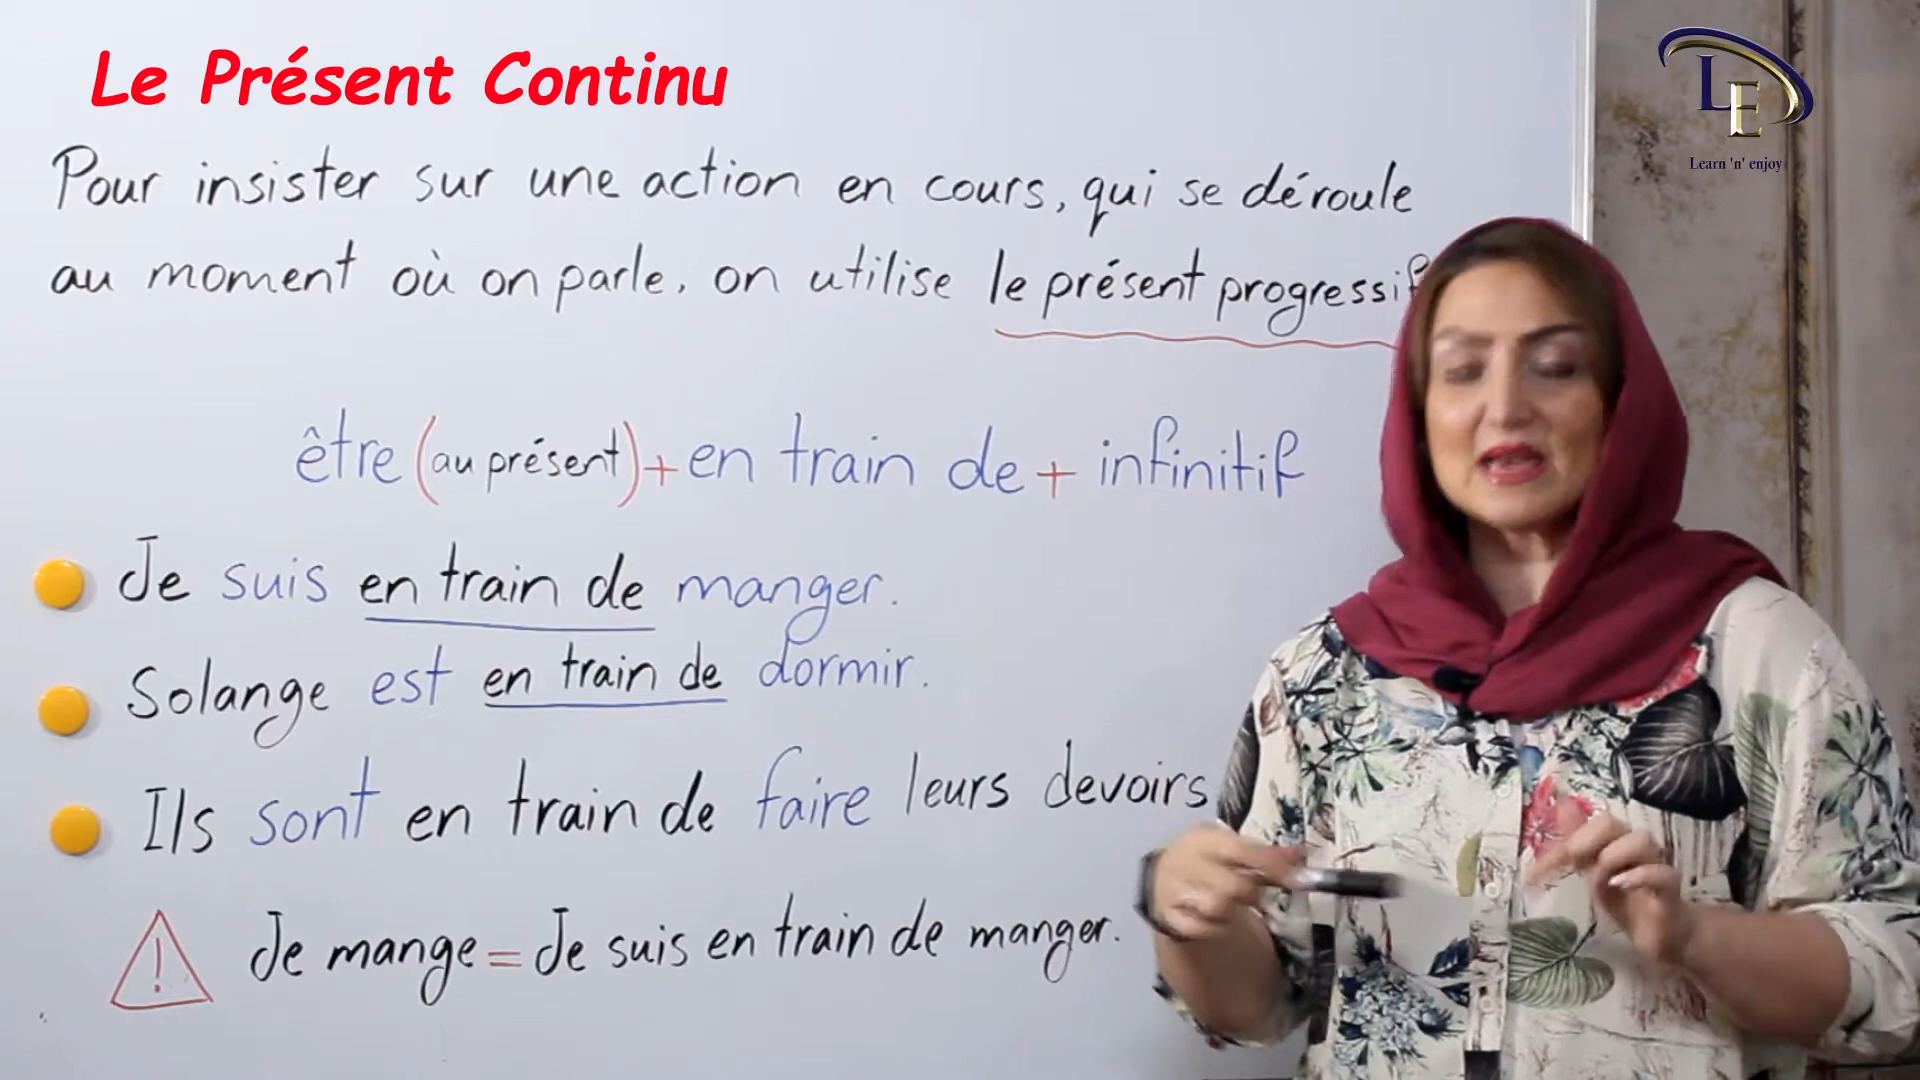 Le Présent Continu
LE
Learn 'n' enjoy
Pour insister sur une action en cours, qui se déroule
au moment où on parle, on utilise le présent progressif
être (au présent) + en train de + infinitif
Je suis en train de manger.
Solange est en train de dormir.
Ils sont en train de faire leurs devoirs
! Je mange = Je suis en train de manger.